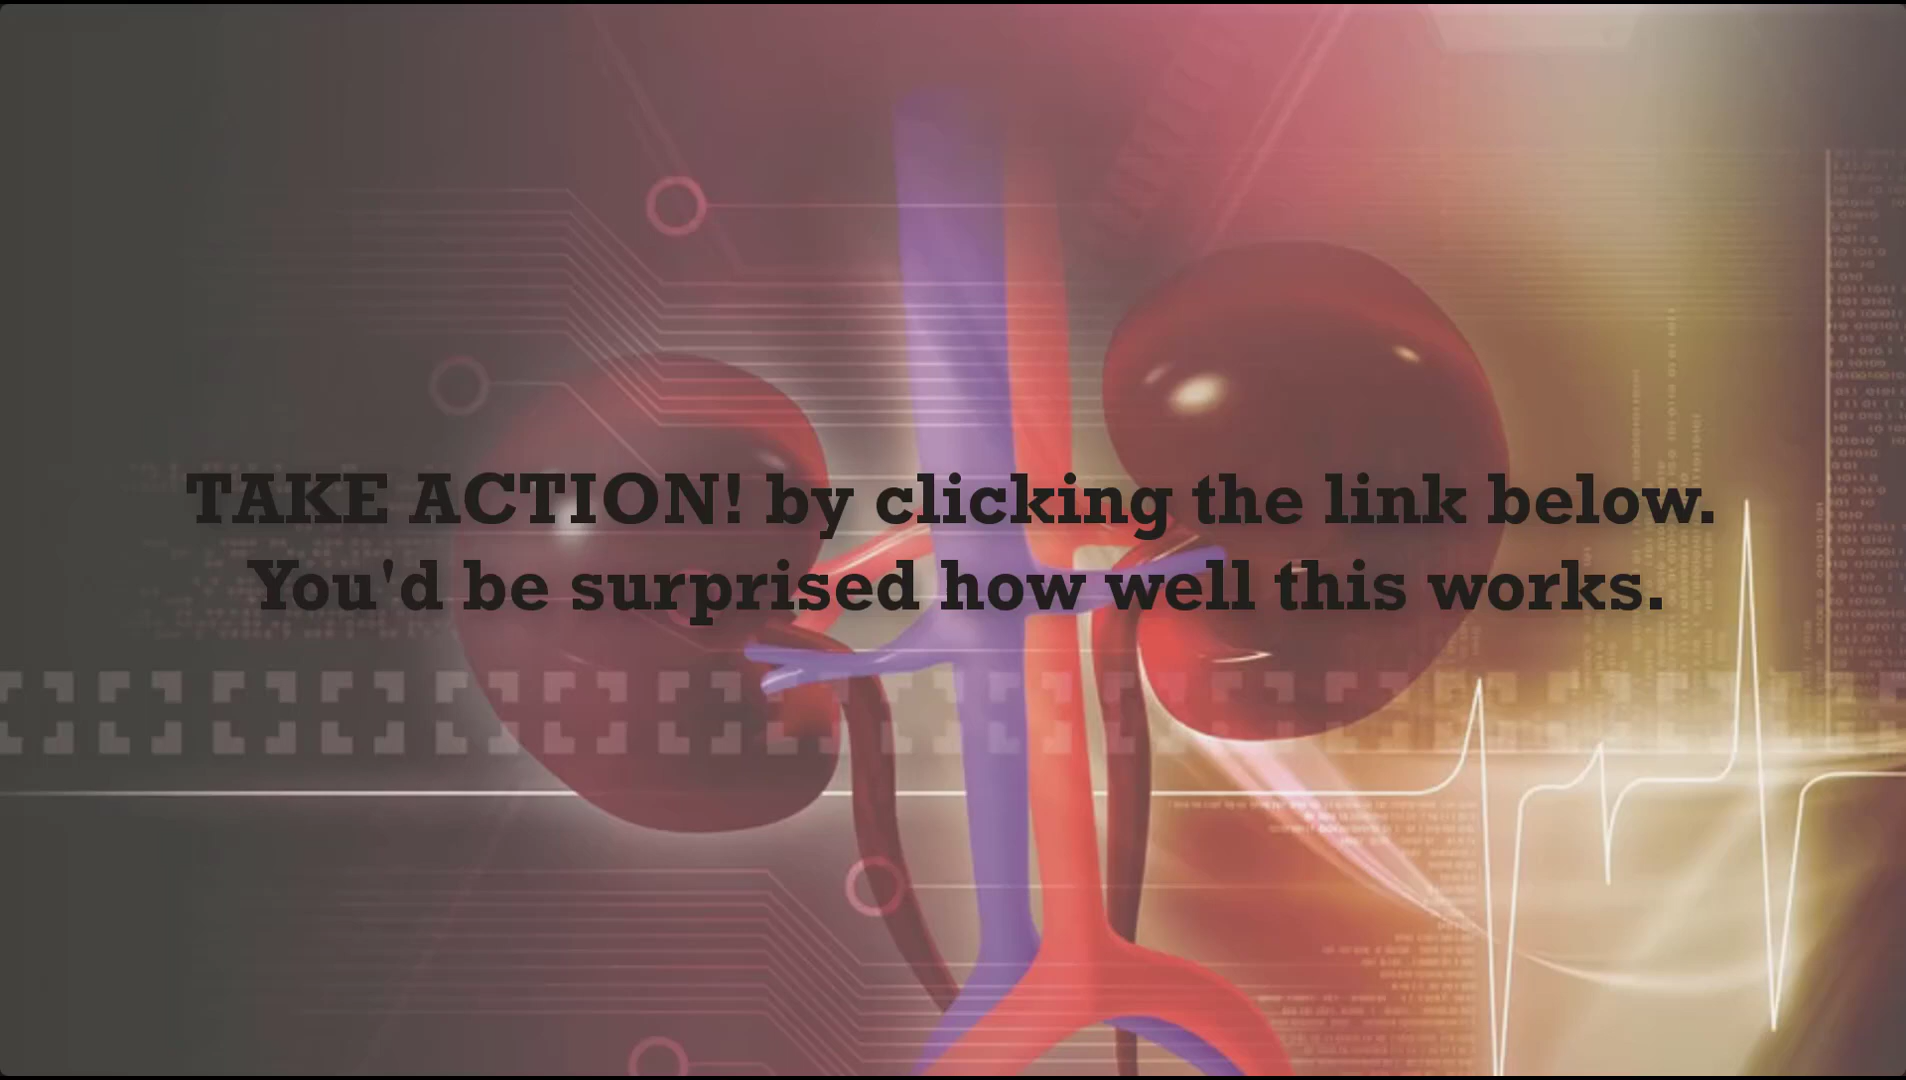 TAKE ACTION! by clicking the link below.
You'd be surprised how well this works.